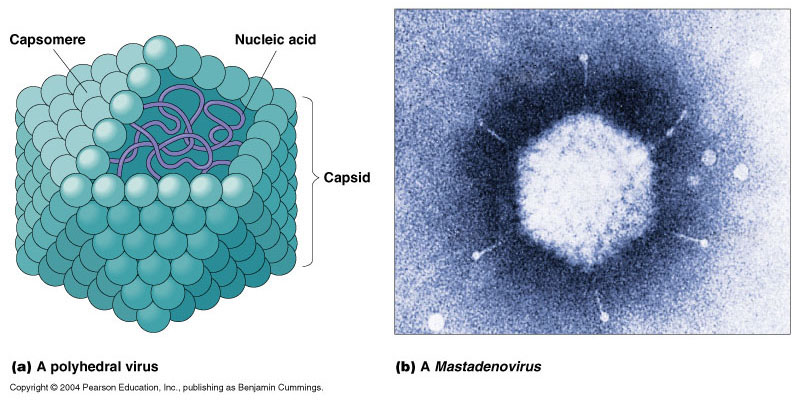 Capsomere
Nucleic acid
Capsid
(a) A polyhedral virus
(b) A Mastadenovirus
Copyright © 2004 Pearson Education, Inc., publishing as Benjamin Cummings.